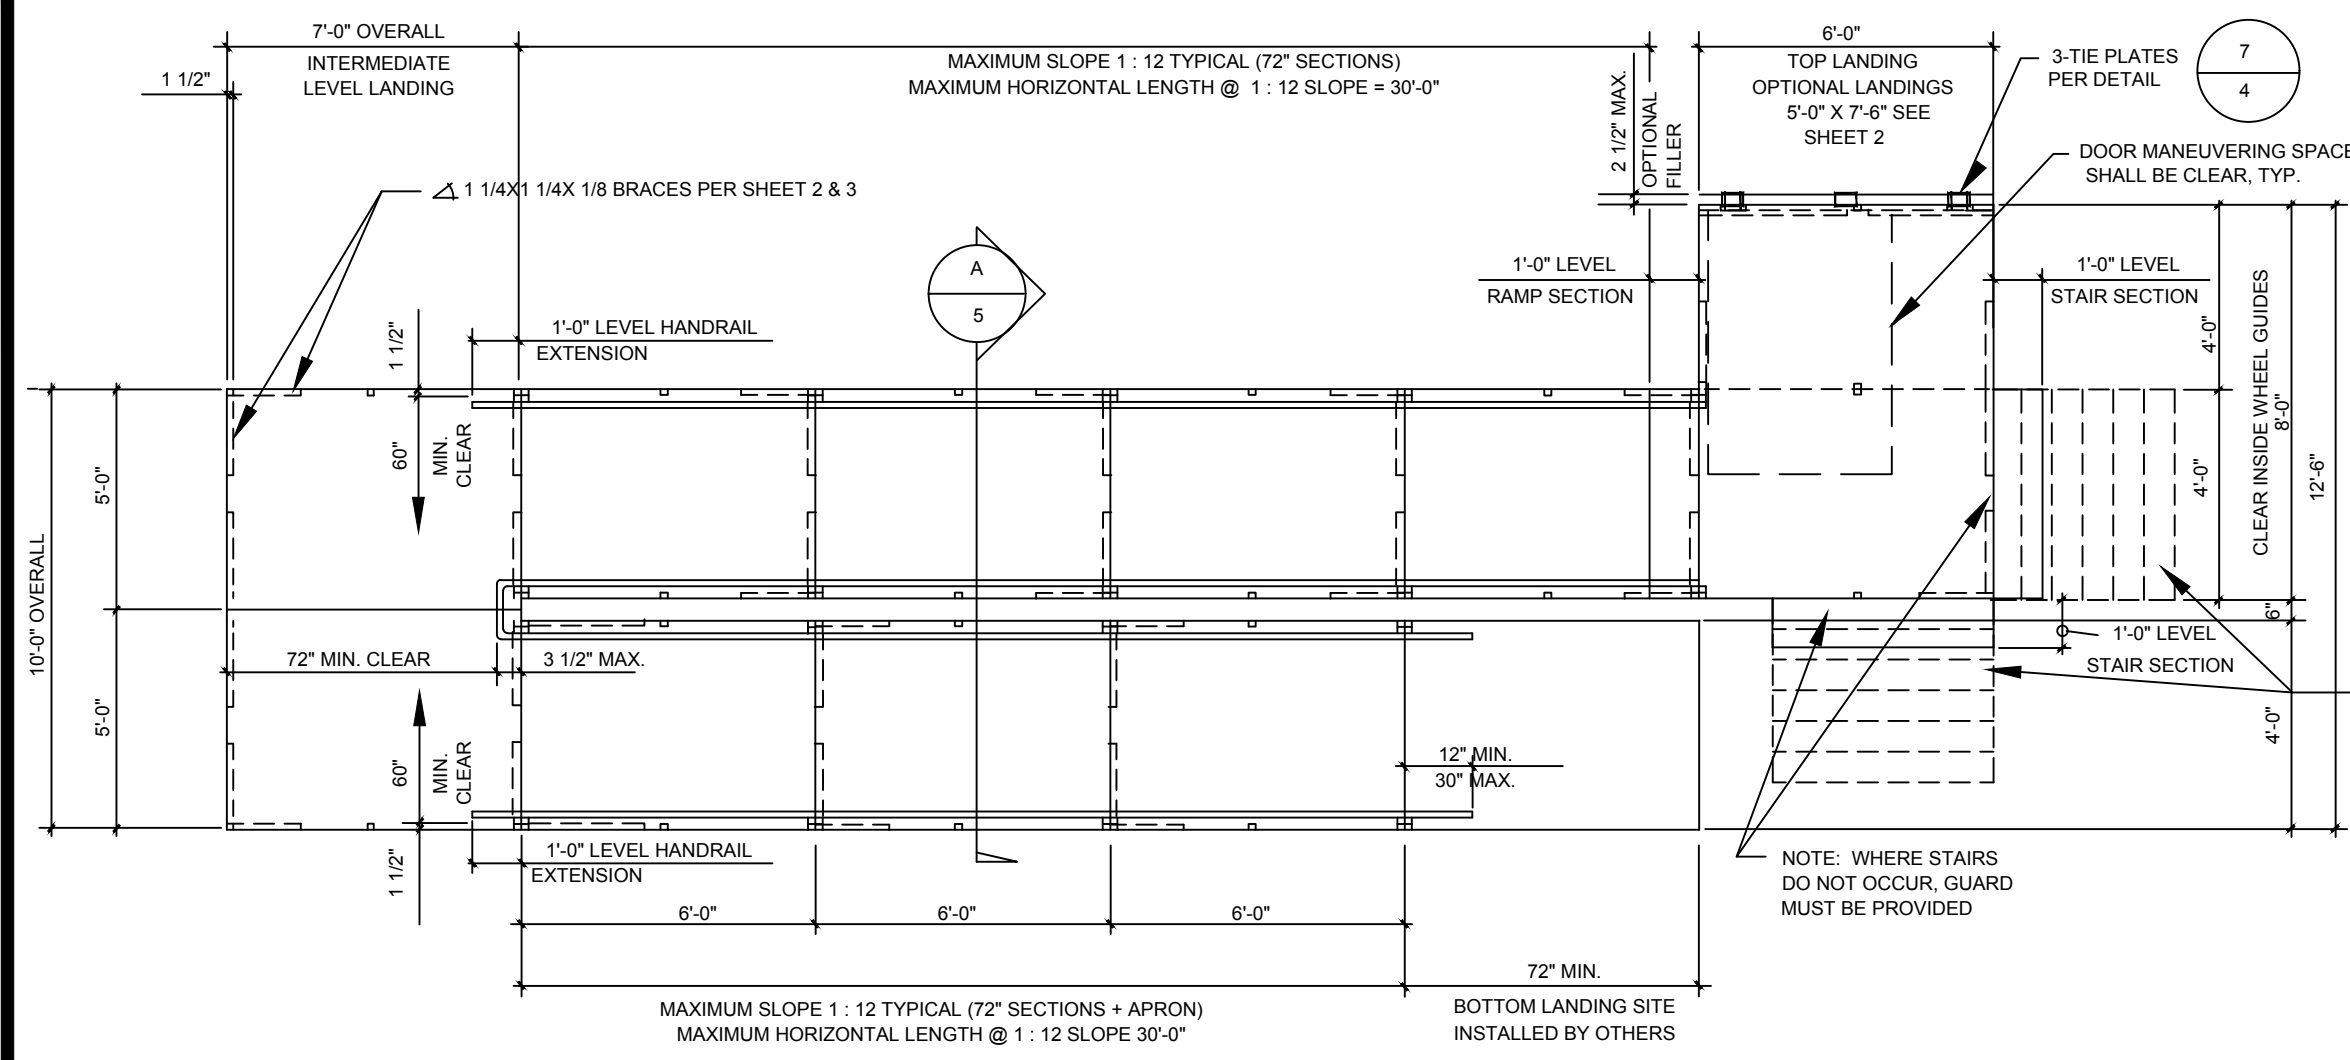 7'-0" OVERALL
INTERMEDIATE
LEVEL LANDING
1 1/2"
MAXIMUM SLOPE 1 : 12 TYPICAL (72" SECTIONS)
MAXIMUM HORIZONTAL LENGTH @ 1 : 12 SLOPE = 30'-0"
2 1/2" MAX.
OPTIONAL
FILLER
6'-0"
TOP LANDING
OPTIONAL LANDINGS
5'-0" X 7'-6" SEE
SHEET 2
3-TIE PLATES
PER DETAIL
7
4
DOOR MANEUVERING SPACE
SHALL BE CLEAR, TYP.
1 1/4X1 1/4X 1/8 BRACES PER SHEET 2 & 3
A
5
1'-0" LEVEL
RAMP SECTION
1'-0" LEVEL
STAIR SECTION
1'-0" LEVEL HANDRAIL
EXTENSION
1 1/2"
60"
MIN.
CLEAR
4'-0"
4'-0"
CLEAR INSIDE WHEEL GUIDES
8'-0"
12'-6"
10'-0" OVERALL
5'-0"
5'-0"
72" MIN. CLEAR
3 1/2" MAX.
6"
1'-0" LEVEL
STAIR SECTION
4'-0"
60"
MIN.
CLEAR
12" MIN.
30" MAX.
1 1/2"
1'-0" LEVEL HANDRAIL
EXTENSION
NOTE: WHERE STAIRS
DO NOT OCCUR, GUARD
MUST BE PROVIDED
6'-0"
6'-0"
6'-0"
72" MIN.
MAXIMUM SLOPE 1 : 12 TYPICAL (72" SECTIONS + APRON)
MAXIMUM HORIZONTAL LENGTH @ 1 : 12 SLOPE 30'-0"
BOTTOM LANDING SITE
INSTALLED BY OTHERS